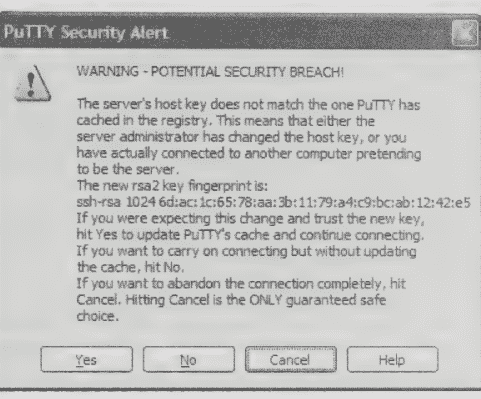 PuTTY Security Alert
WARNING - POTENTIAL SECURITY BREACH!
The server's host key does not match the one PuTTY has
cached in the registry. This means that either the
server administrator has changed the host key, or you
have actually connected to another computer pretending
to be the server.
The new rsa2 key fingerprint is:
ssh-rsa 1024 6d:ac:1c:65:78:aa:3b:11:79:a4:c9:bc:ab:12:42:e5
If you were expecting this change and trust the new key,
hit Yes to update PuTTY's cache and continue connecting.
If you want to carry on connecting but without updating
the cache, hit No.
If you want to abandon the connection completely, hit
Cancel. Hitting Cancel is the ONLY guaranteed safe
choice.
Yes No Cancel Help